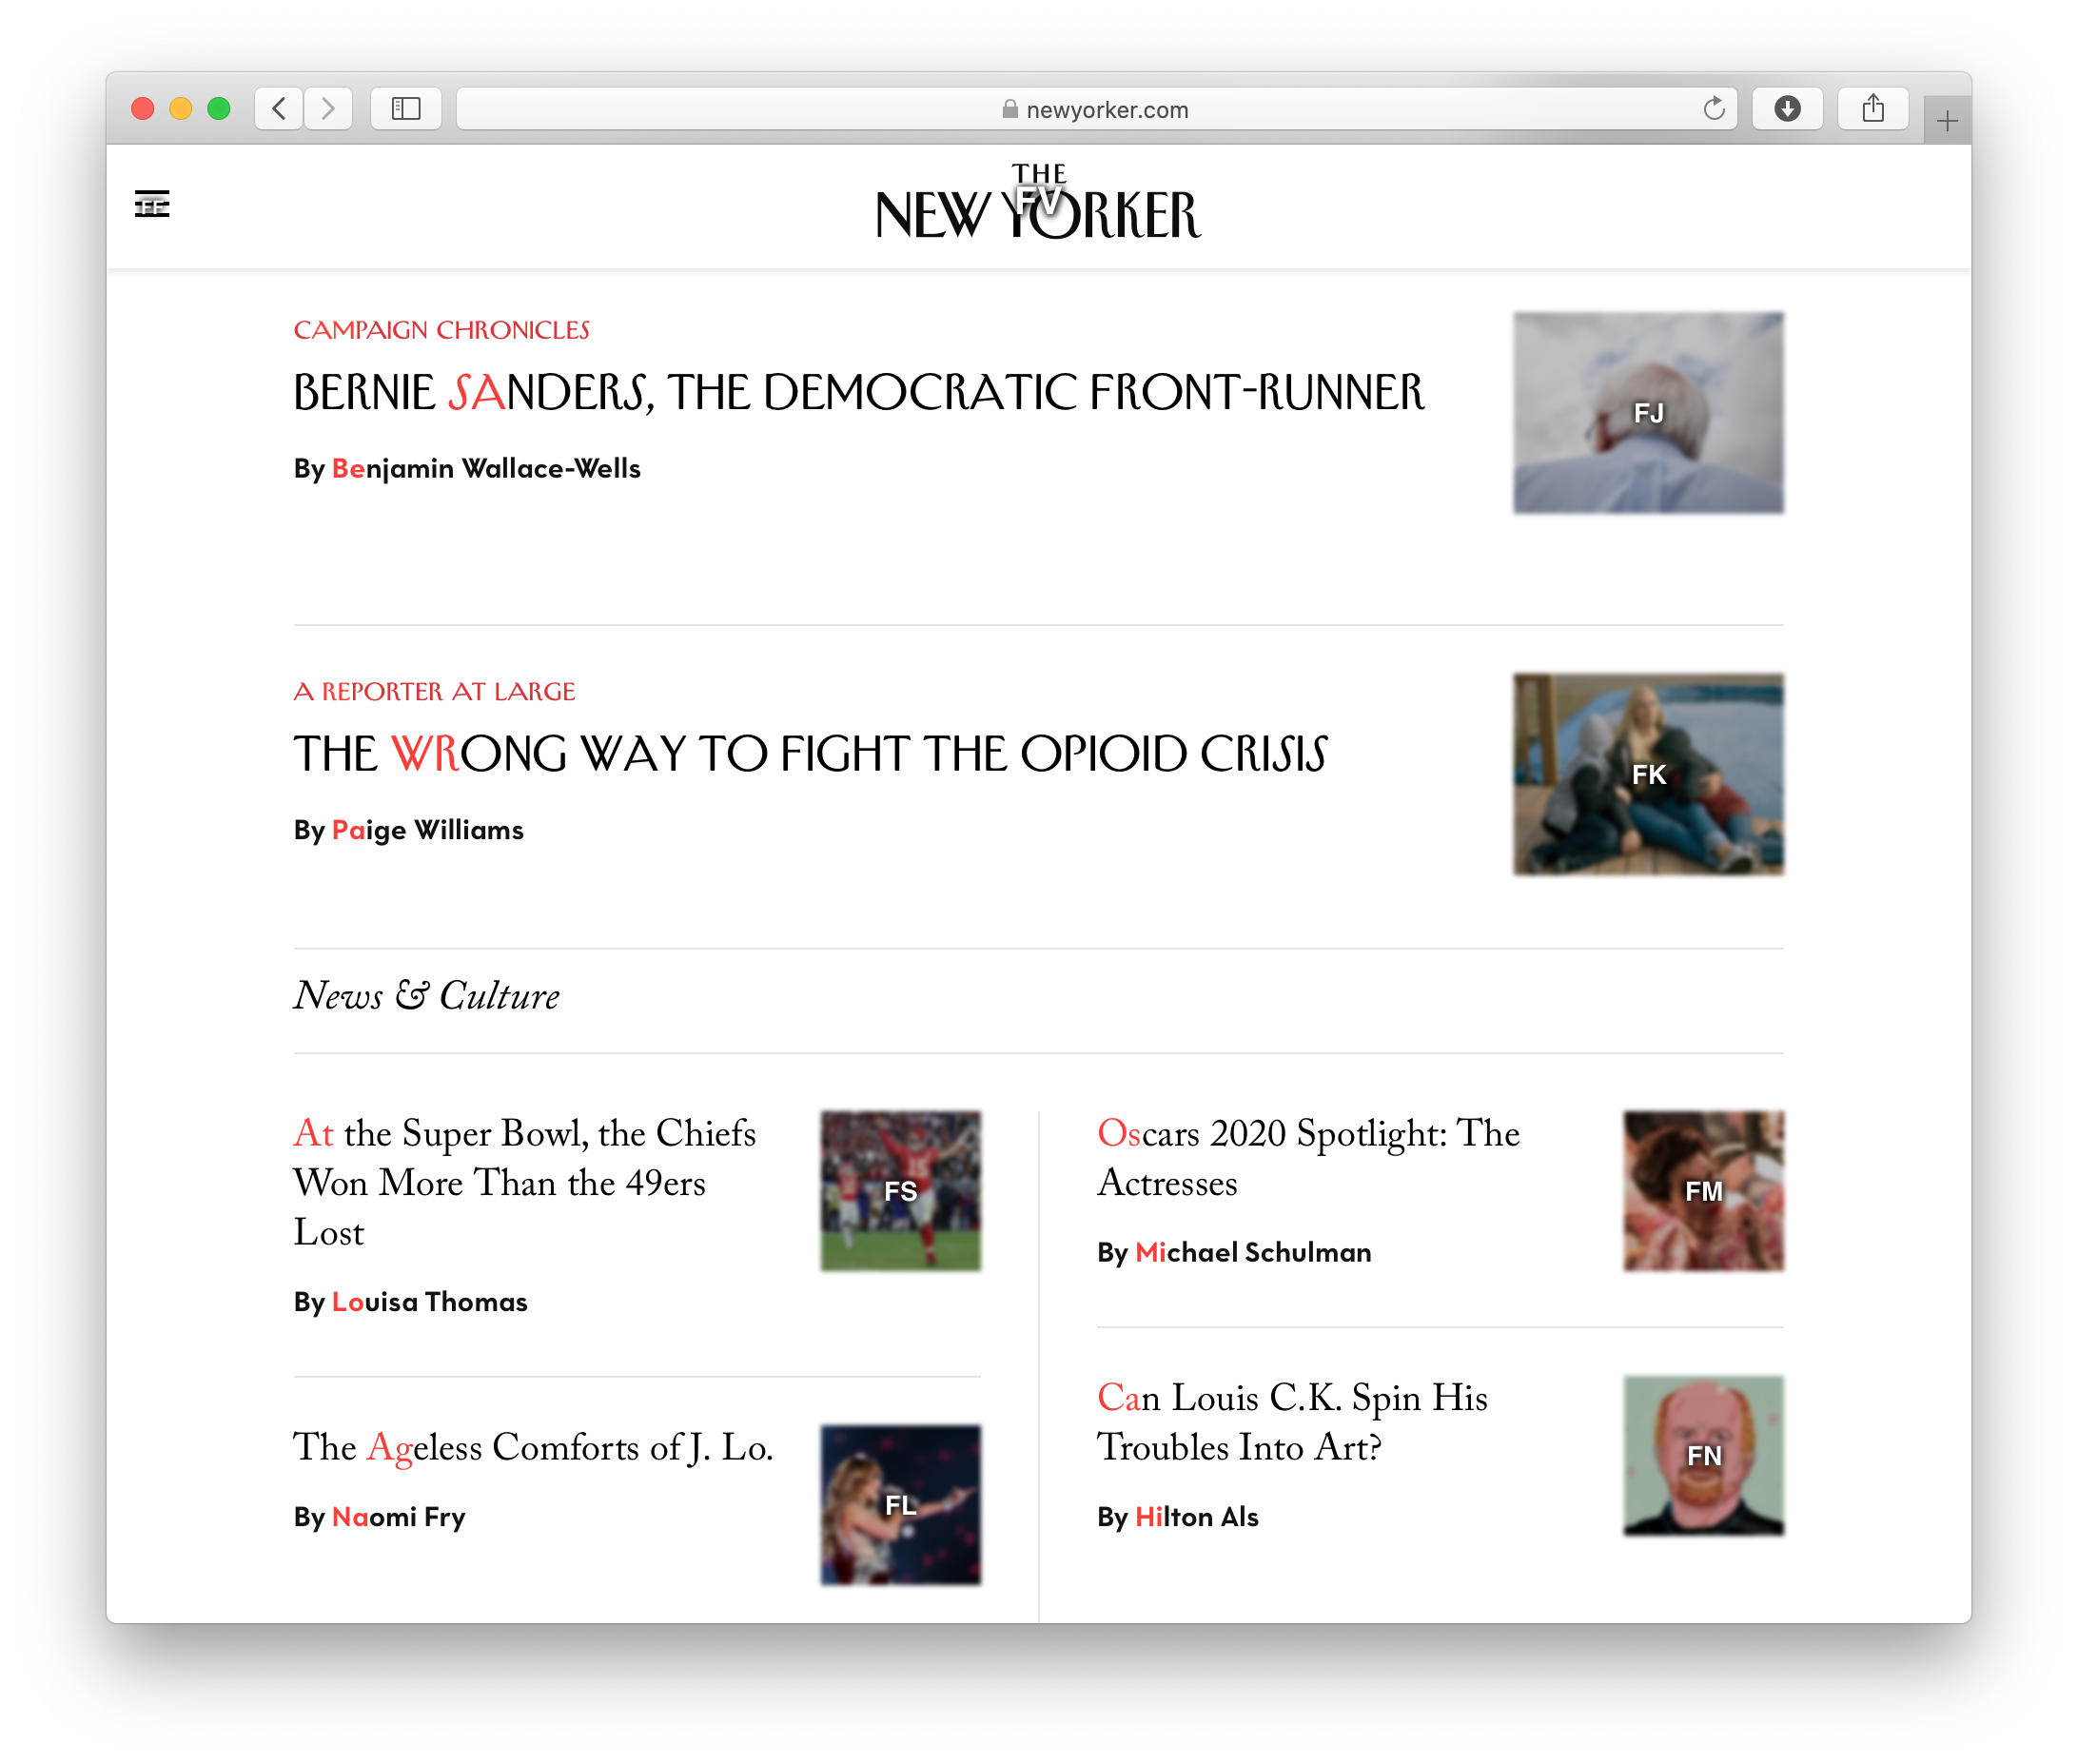 newyorker.com
FF
THE
FV
NEW YORKER
CAMPAIGN CHRONICLES
BERNIE SANDERS, THE DEMOCRATIC FRONT-RUNNER
By Benjamin Wallace-Wells
FJ
A REPORTER AT LARGE
THE WRONG WAY TO FIGHT THE OPIOID CRISIS
By Paige Williams
FK
News & Culture
At the Super Bowl, the Chiefs
Won More Than the 49ers
Lost
By Louisa Thomas
FS
The Ageless Comforts of J. Lo.
By Naomi Fry
FL
Oscars 2020 Spotlight: The
Actresses
By Michael Schulman
FM
Can Louis C.K. Spin His
Troubles Into Art?
By Hilton Als
FN